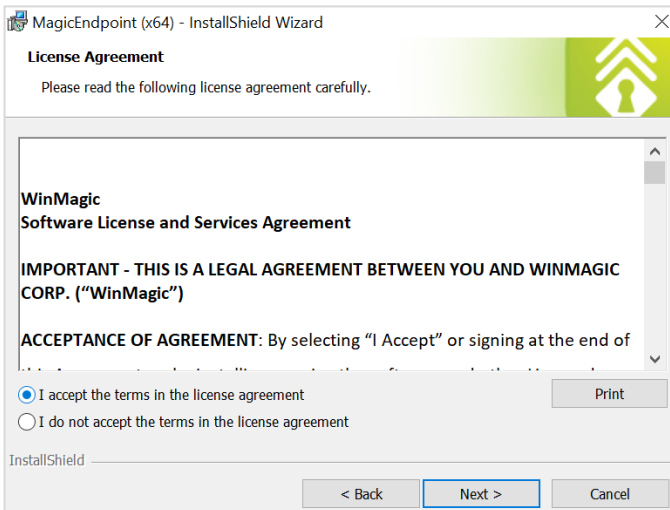 MagicEndpoint (x64) - InstallShield Wizard
License Agreement
Please read the following license agreement carefully.
WinMagic
Software License and Services Agreement
IMPORTANT - THIS IS A LEGAL AGREEMENT BETWEEN YOU AND WINMAGIC
CORP. (“WinMagic”)
ACCEPTANCE OF AGREEMENT: By selecting “I Accept” or signing at the end of
I accept the terms in the license agreement
Print
I do not accept the terms in the license agreement
InstallShield
< Back
Next >
Cancel